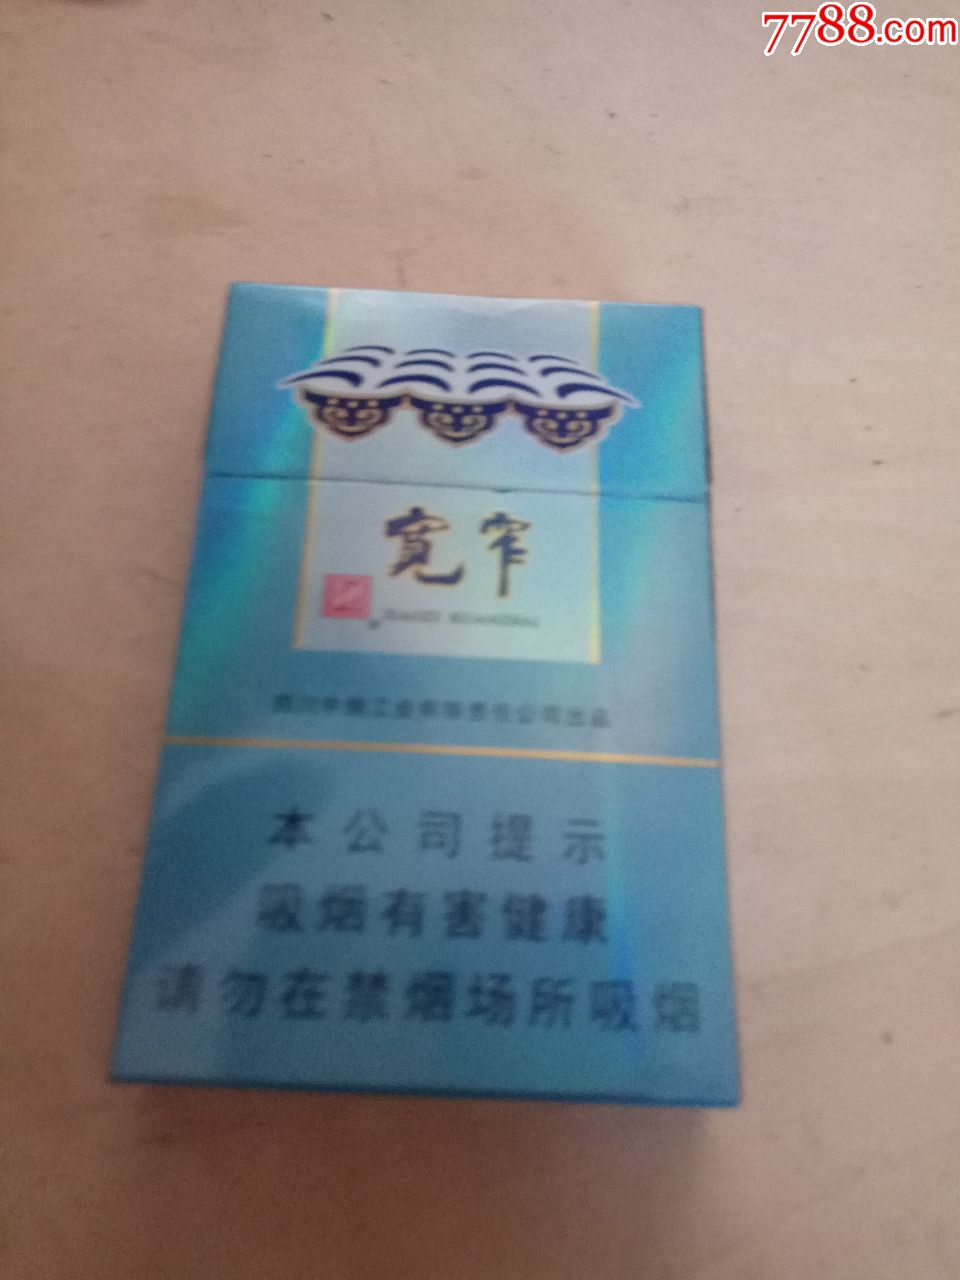 7788.com
宽窄
四川中烟工业有限责任公司出品
本公司提示
吸烟有害健康
请勿在禁烟场所吸烟